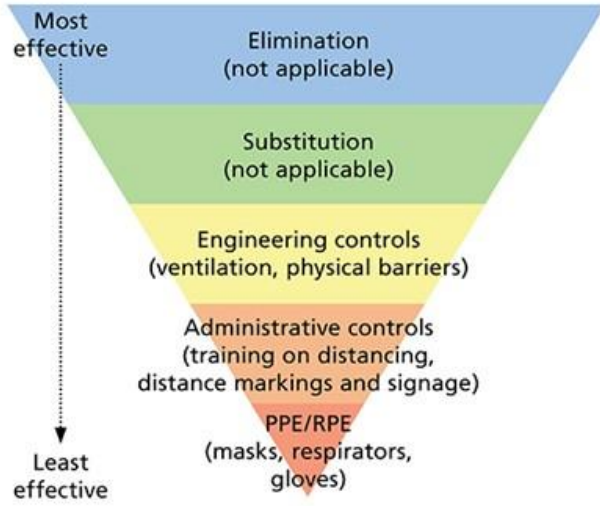 Most
effective
Elimination
(not applicable)
Substitution
(not applicable)
Engineering controls
(ventilation, physical barriers)
Administrative controls
(training on distancing,
distance markings and signage)
PPE/RPE
(masks, respirators,
gloves)
Least
effective